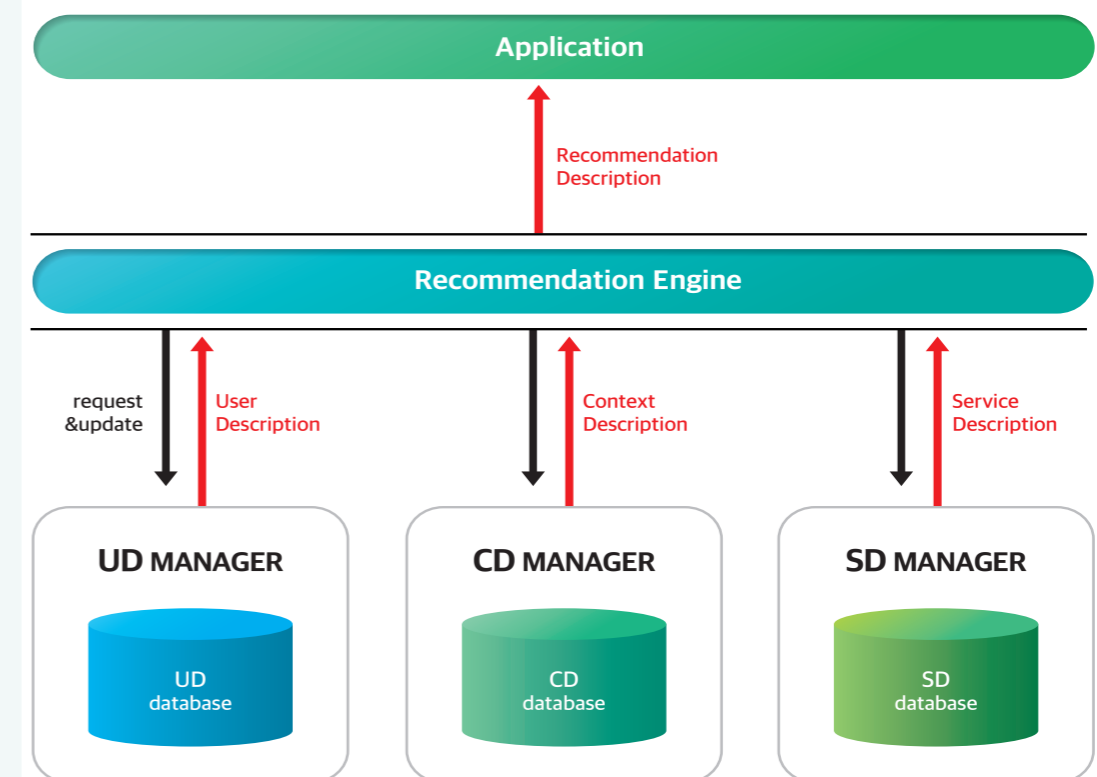 Application
Recommendation
Description
Recommendation Engine
request
&update
User
Description
Context
Description
Service
Description
UD MANAGER
CD MANAGER
SD MANAGER
UD
database
CD
database
SD
database